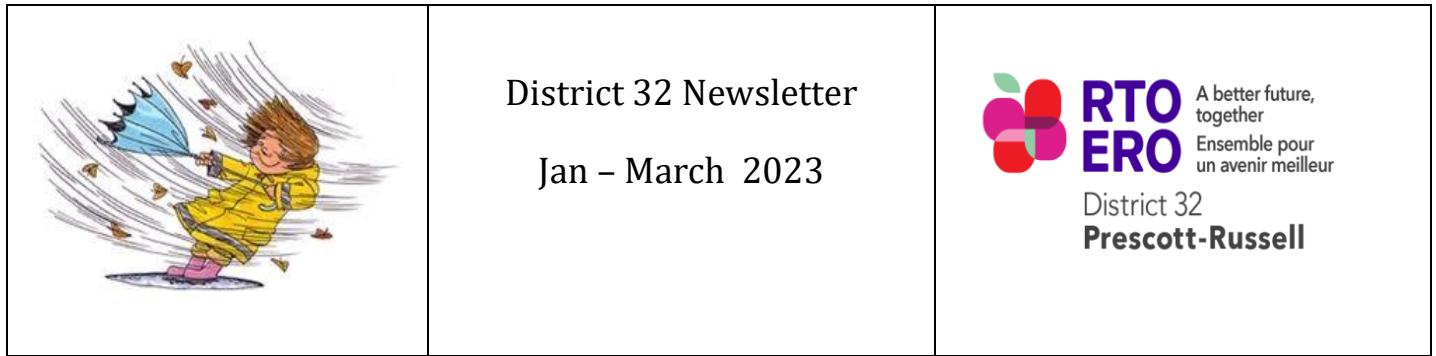 District 32 Newsletter
Jan – March 2023
RTO
ERO
A better future,
together
Ensemble pour
un avenir meilleur
District 32
Prescott-Russell